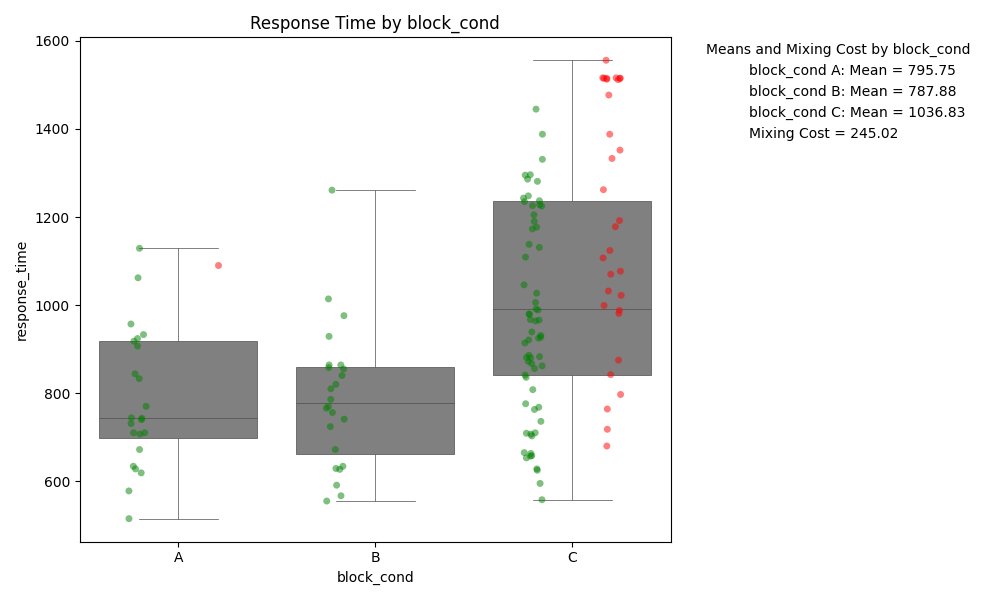 Response Time by block_cond
Means and Mixing Cost by block_cond
block_cond A: Mean = 795.75
block_cond B: Mean = 787.88
block_cond C: Mean = 1036.83
Mixing Cost = 245.02
response_time
1600
1400
1200
1000
800
600
A B C
block_cond